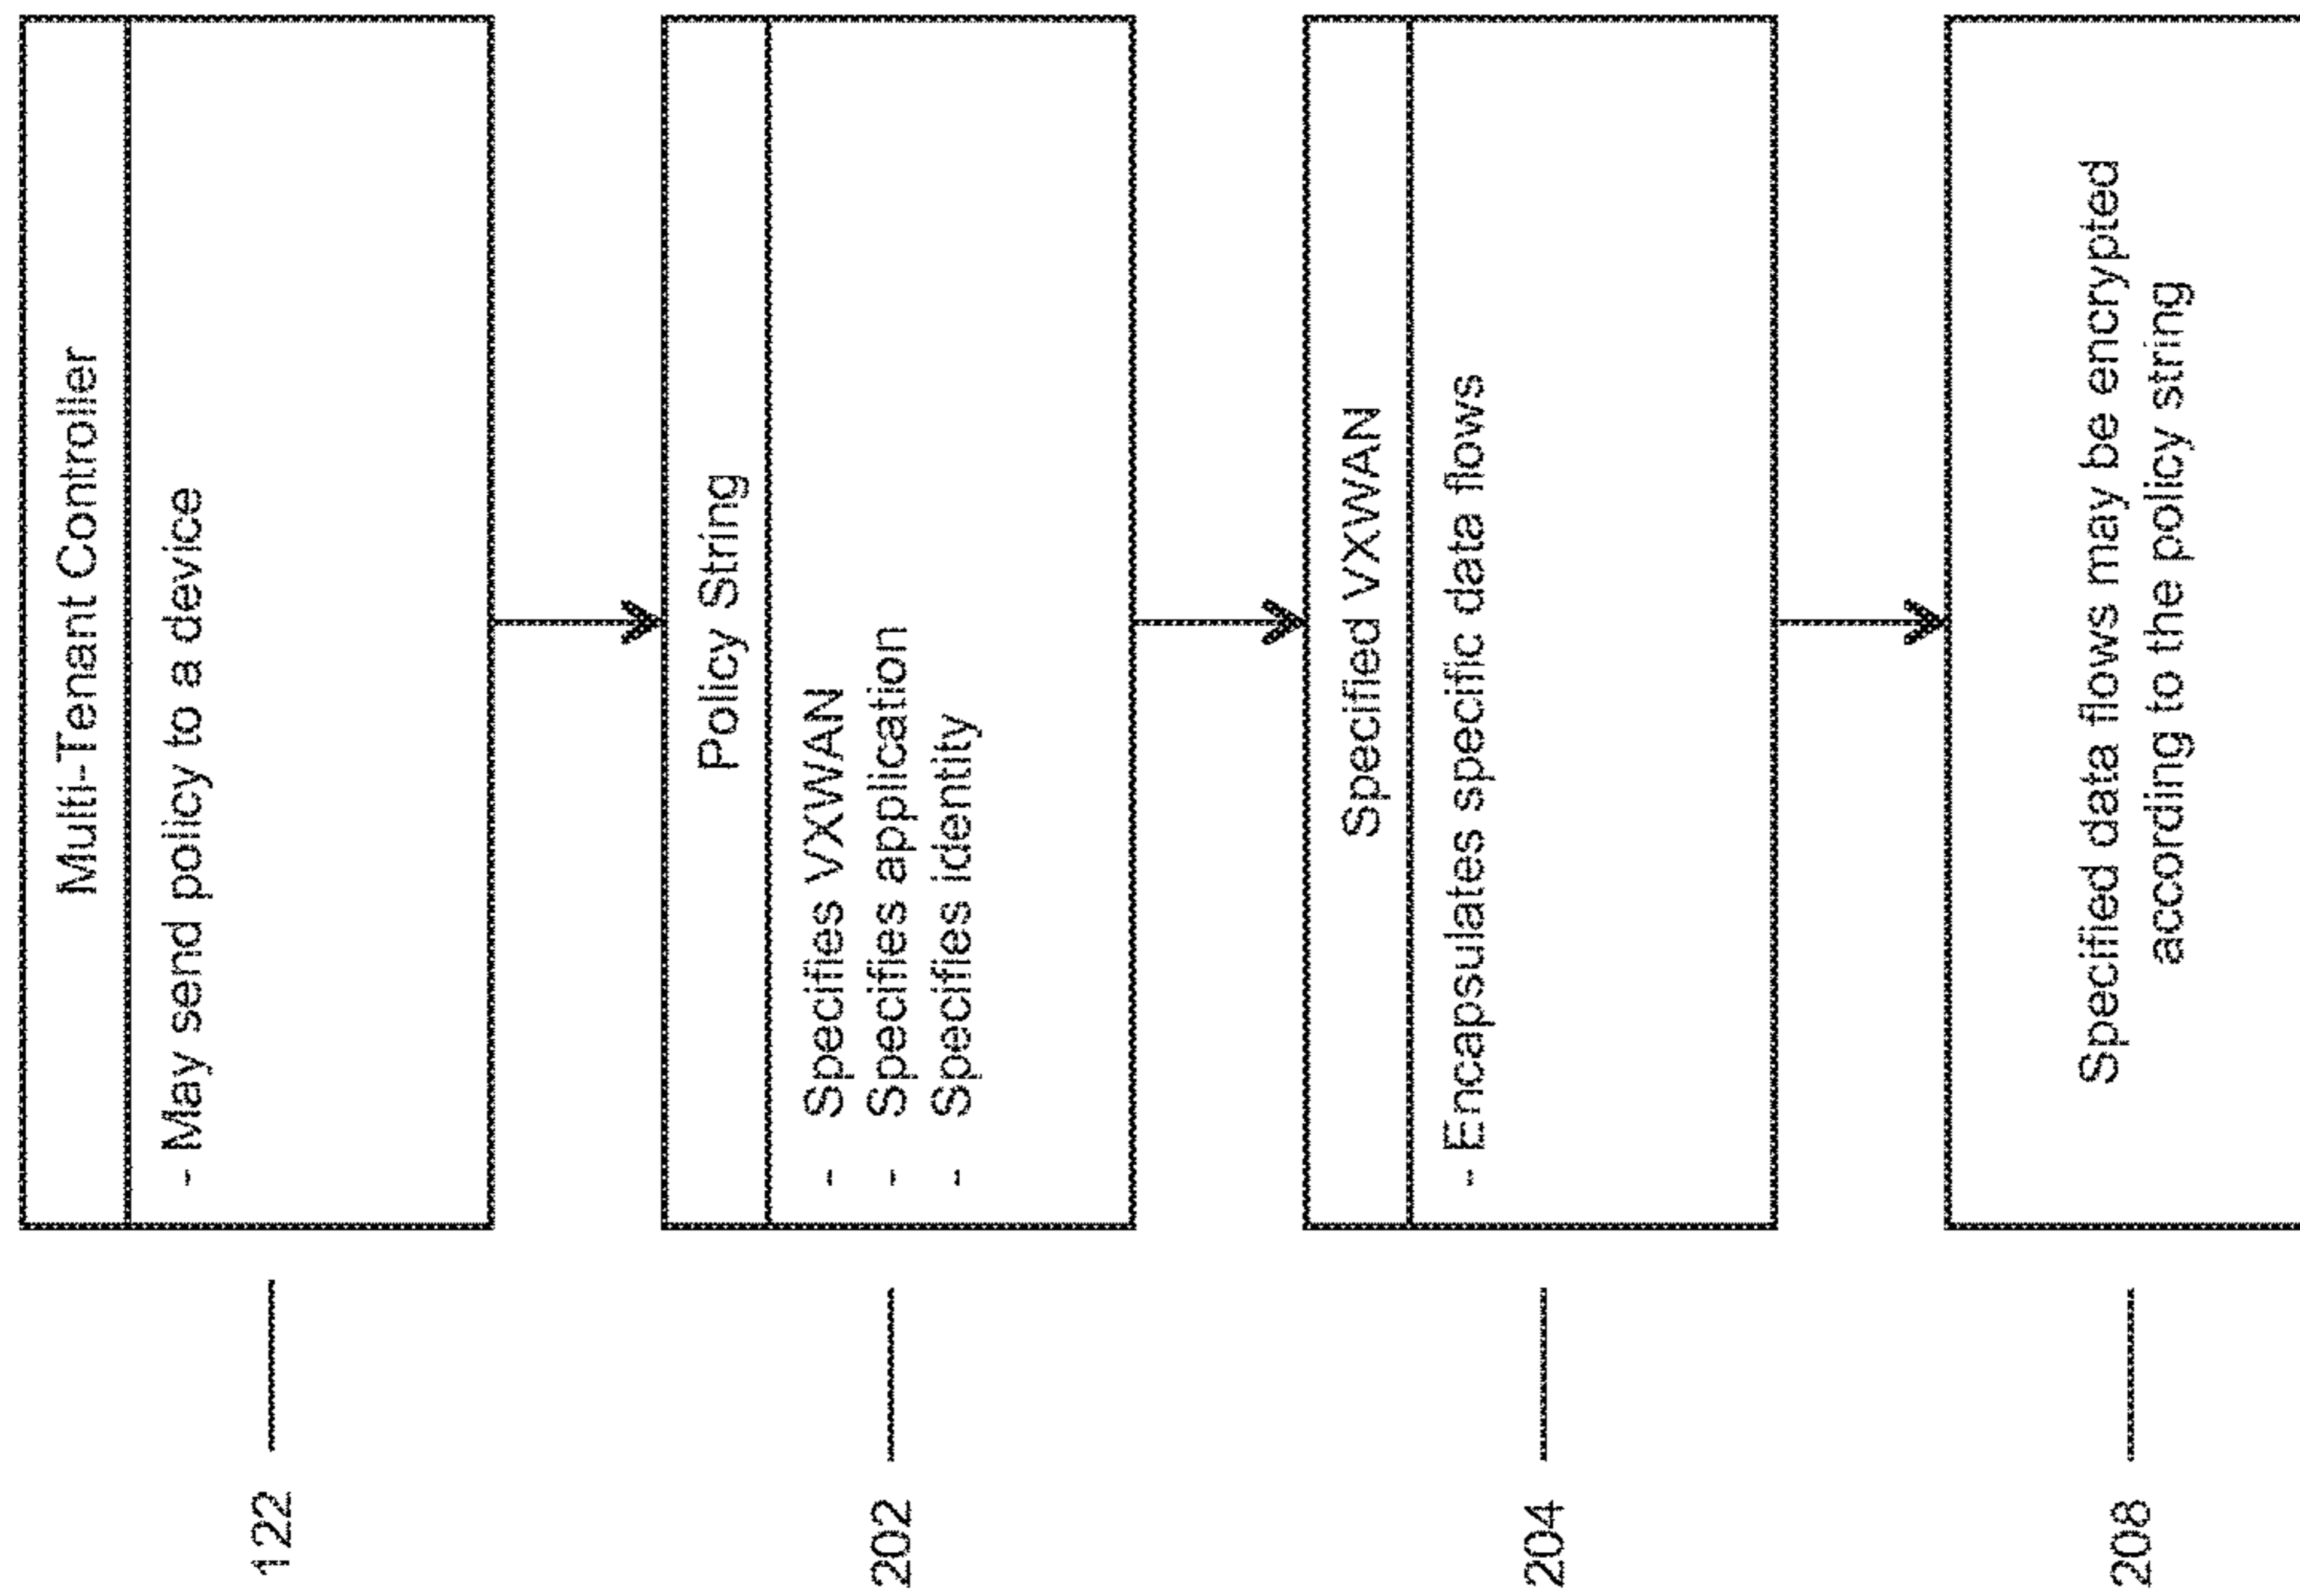 122
Multi-Tenant Controller
- May send policy to a device
202
Policy String
- Specifies VXWAN
- Specifies application
- Specifies identity
204
Specified VXWAN
- Encapsulates specific data flows
208
Specified data flows may be encrypted
according to the policy string